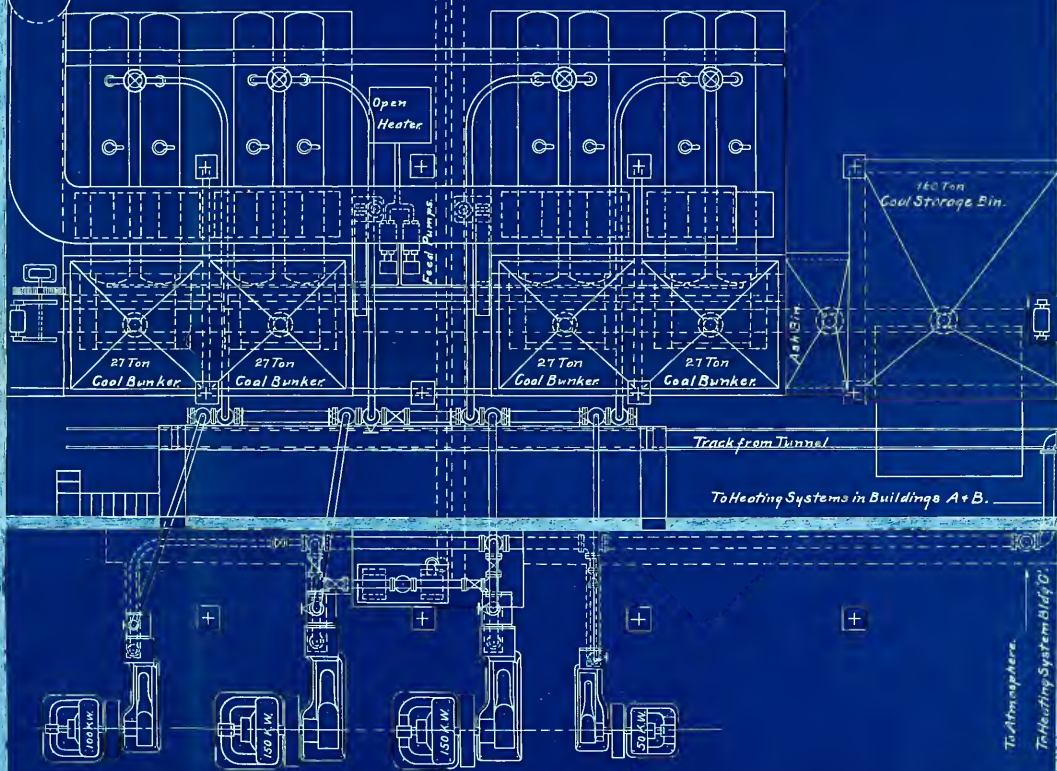 Open
Heater.
Feed Pumps.
160 Ton
Coal Storage Bin.
Ash Bin.
27 Ton
Coal Bunker.
27 Ton
Coal Bunker.
27 Ton
Coal Bunker.
27 Ton
Coal Bunker.
Track from Tunnel
To Heating Systems in Buildings A+B.
To Atmosphere.
To Heating System Bldg 'C'.
100 K.W.
150 K.W.
150 K.W.
50 K.W.